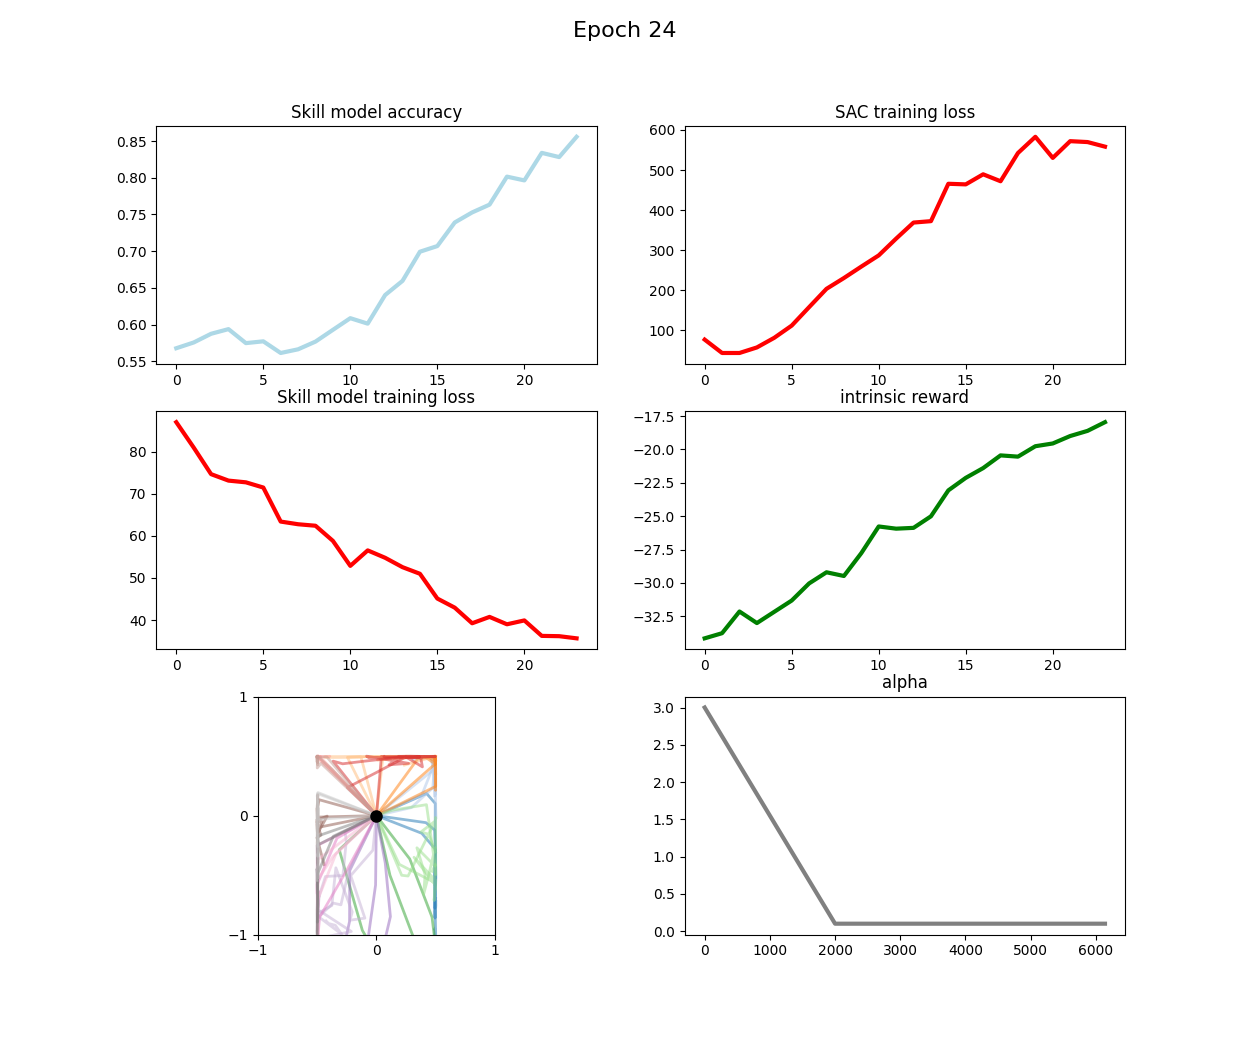 Epoch 24
Skill model accuracy
0.85
0.80
0.75
0.70
0.65
0.60
0.55
0 5 10 15 20
SAC training loss
600
500
400
300
200
100
0 5 10 15 20
Skill model training loss
80
70
60
50
40
0 5 10 15 20
intrinsic reward
−17.5
−20.0
−22.5
−25.0
−27.5
−30.0
−32.5
0 5 10 15 20
1
0
−1
−1 0 1
alpha
3.0
2.5
2.0
1.5
1.0
0.5
0.0
0 1000 2000 3000 4000 5000 6000